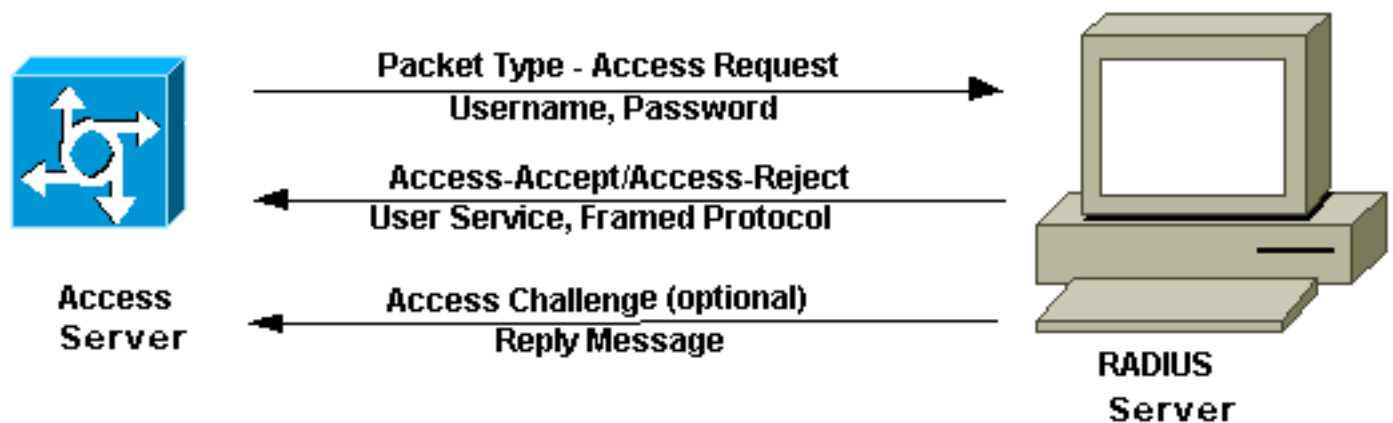 Packet Type - Access Request
Username, Password
Access-Accept/Access-Reject
User Service, Framed Protocol
Access Challenge (optional)
Reply Message
Access
Server
RADIUS
Server